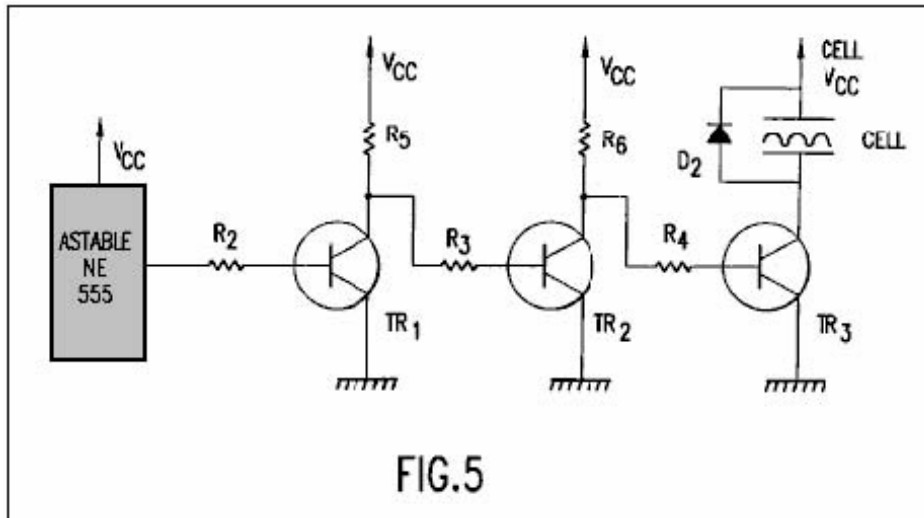 CELL
VCC
VCC
VCC
R5
R6
D2
CELL
VCC
ASTABLE
NE
555
R2
R3
R4
TR1
TR2
TR3
FIG.5